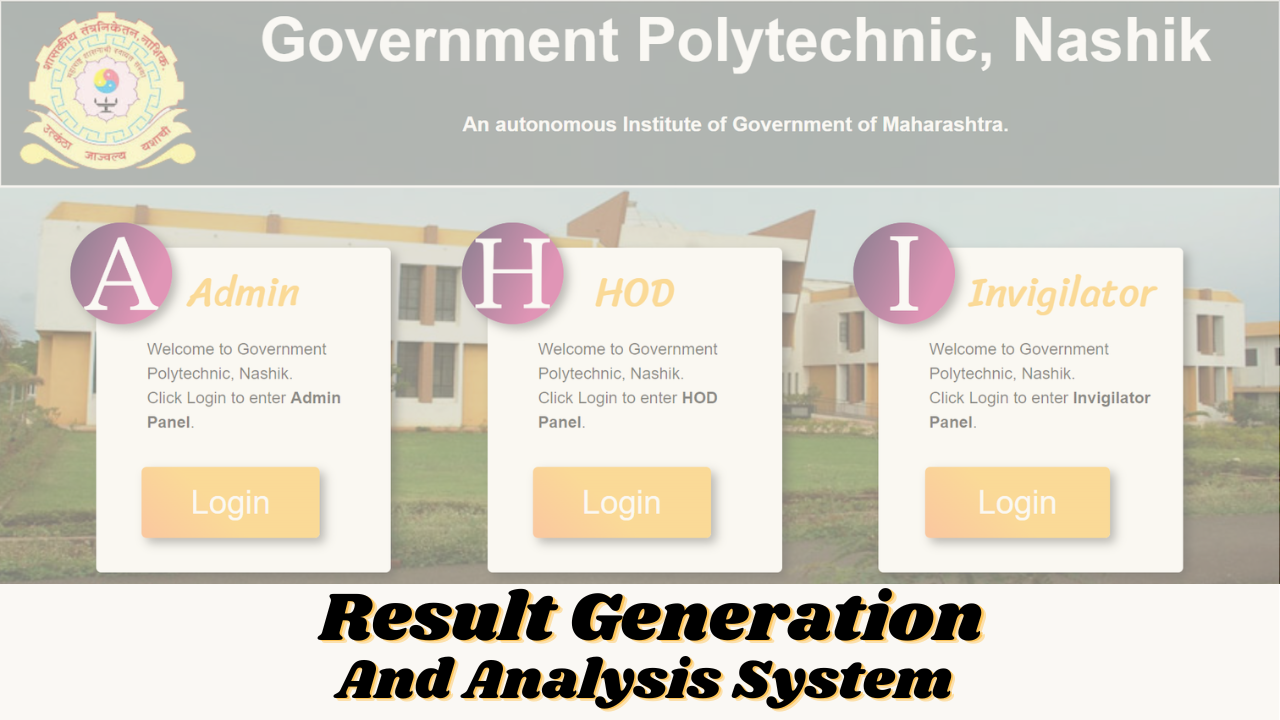 शासकीय तंत्रनिकेतन, नाशिक.
Government Polytechnic, Nashik
An autonomous Institute of Government of Maharashtra.
उत्कंठा जाज्वल्य यशाची
A
Admin
Welcome to Government
Polytechnic, Nashik.
Click Login to enter Admin
Panel.
Login
H
HOD
Welcome to Government
Polytechnic, Nashik.
Click Login to enter HOD
Panel.
Login
I
Invigilator
Welcome to Government
Polytechnic, Nashik.
Click Login to enter Invigilator
Panel.
Login
Result Generation
And Analysis System